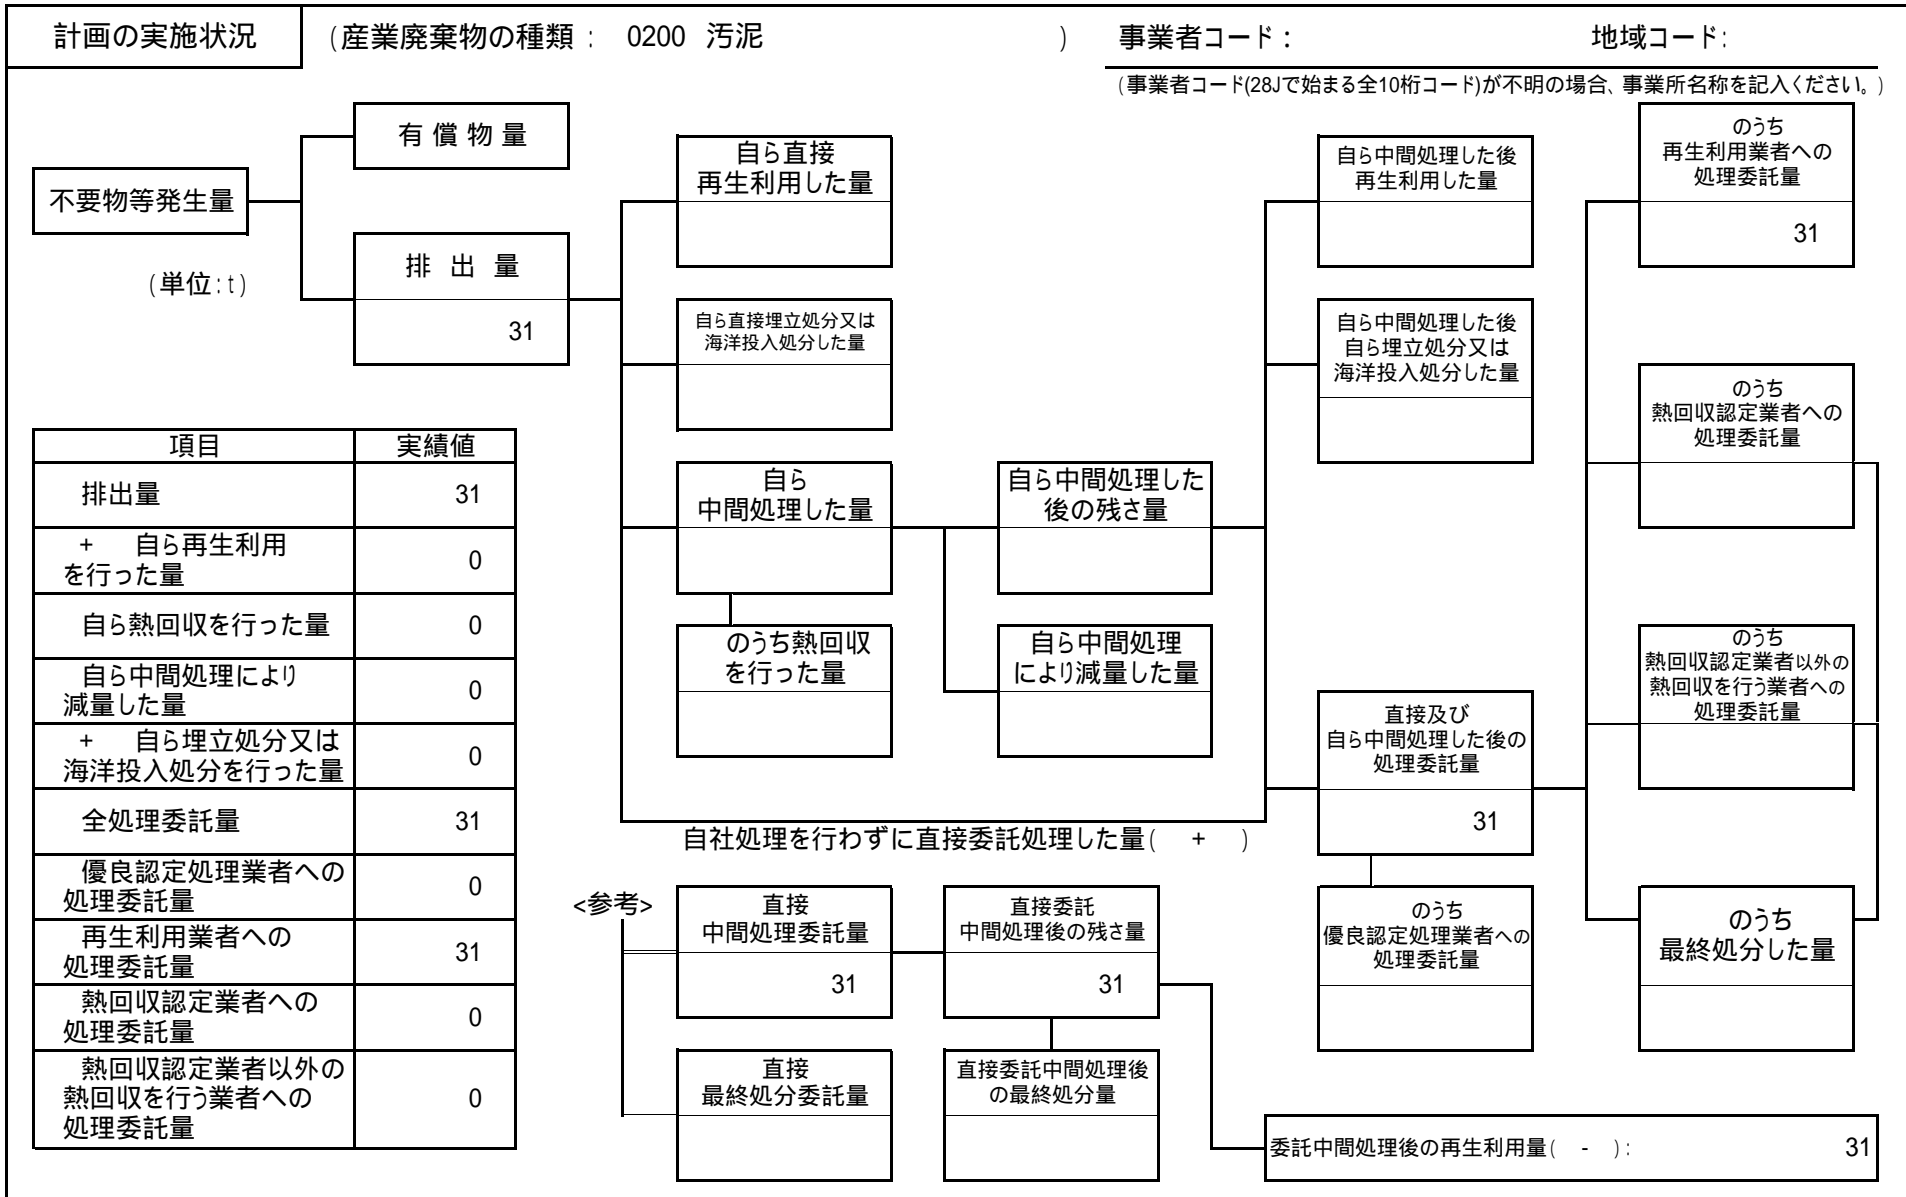 計画の実施状況 (産業廃棄物の種類： 0200 汚泥 ) 事業者コード： 地域コード：
(事業者コード(28Jで始まる全10桁コード)が不明の場合、事業所名称を記入ください。)
不要物等発生量
(単位：t)
有償物量
排出量
31
自ら直接
再生利用した量
自ら直接埋立処分又は
海洋投入処分した量
自ら
中間処理した量
のうち熱回収
を行った量
自ら中間処理した
後の残さ量
自ら中間処理
により減量した量
自ら中間処理した後
再生利用した量
自ら中間処理した後
自ら埋立処分又は
海洋投入処分した量
直接及び
自ら中間処理した後の
処理委託量
31
のうち
優良認定処理業者への
処理委託量
のうち
再生利用業者への
処理委託量
31
のうち
熱回収認定業者への
処理委託量
のうち
熱回収認定業者以外の
熱回収を行う業者への
処理委託量
のうち
最終処分した量
項目 実績値
排出量 31
+ 自ら再生利用
を行った量 0
自ら熱回収を行った量 0
自ら中間処理により
減量した量 0
+ 自ら埋立処分又は
海洋投入処分を行った量 0
全処理委託量 31
優良認定処理業者への
処理委託量 0
再生利用業者への
処理委託量 31
熱回収認定業者への
処理委託量 0
熱回収認定業者以外の
熱回収を行う業者への
処理委託量 0
自社処理を行わずに直接委託処理した量( + )
<参考>
直接
中間処理委託量
31
直接委託
中間処理後の残さ量
31
直接
最終処分委託量
直接委託中間処理後
の最終処分量
委託中間処理後の再生利用量( - )： 31